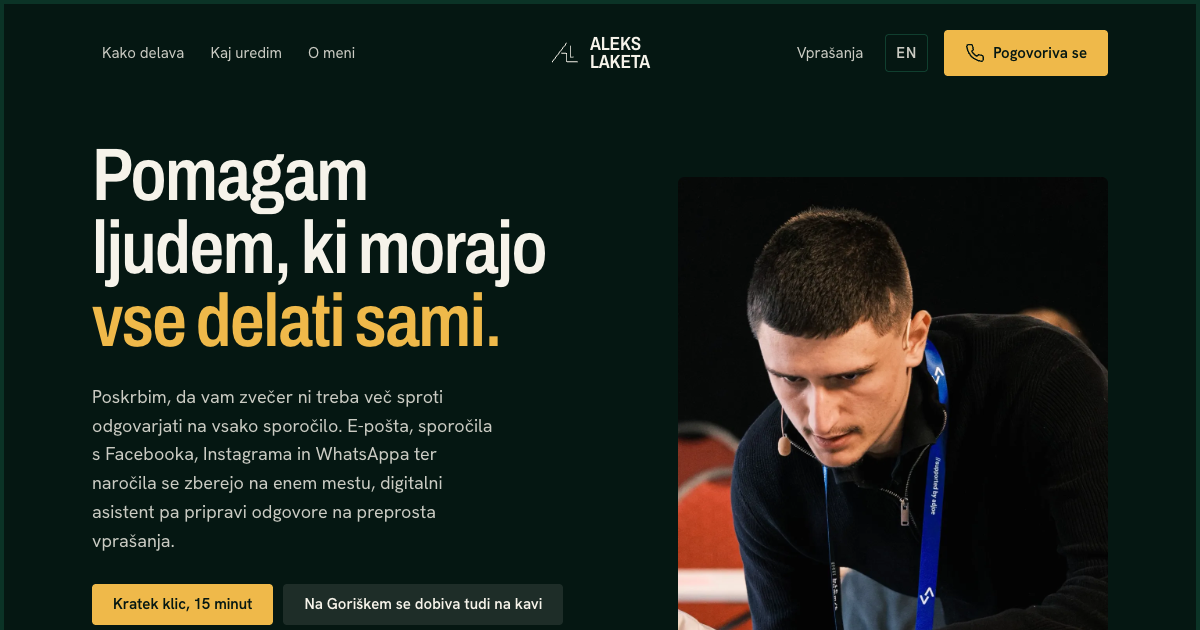 Kako delava
Kaj uredim
O meni
ALEKS
LAKETA
Vprašanja
EN
Pogovoriva se
Pomagam
ljudem, ki morajo
vse delati sami.
Poskrbim, da vam zvečer ni treba več sproti
odgovarjati na vsako sporočilo. E-pošta, sporočila
s Facebooka, Instagrama in WhatsAppa ter
naročila se zberejo na enem mestu, digitalni
asistent pa pripravi odgovore na preprosta
vprašanja.
Kratek klic, 15 minut
Na Goriškem se dobiva tudi na kavi